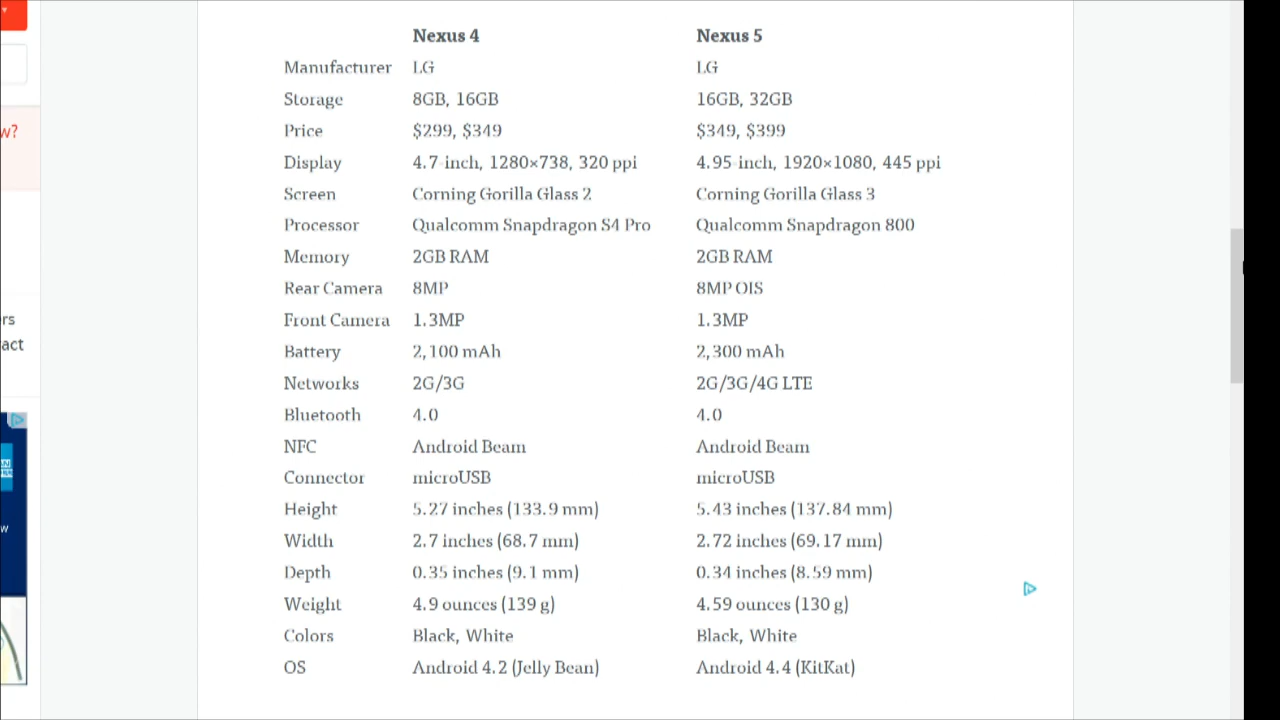 Nexus 4 Nexus 5
Manufacturer LG LG
Storage 8GB, 16GB 16GB, 32GB
Price $299, $349 $349, $399
Display 4.7-inch, 1280×738, 320 ppi 4.95-inch, 1920×1080, 445 ppi
Screen Corning Gorilla Glass 2 Corning Gorilla Glass 3
Processor Qualcomm Snapdragon S4 Pro Qualcomm Snapdragon 800
Memory 2GB RAM 2GB RAM
Rear Camera 8MP 8MP OIS
Front Camera 1.3MP 1.3MP
Battery 2,100 mAh 2,300 mAh
Networks 2G/3G 2G/3G/4G LTE
Bluetooth 4.0 4.0
NFC Android Beam Android Beam
Connector microUSB microUSB
Height 5.27 inches (133.9 mm) 5.43 inches (137.84 mm)
Width 2.7 inches (68.7 mm) 2.72 inches (69.17 mm)
Depth 0.35 inches (9.1 mm) 0.34 inches (8.59 mm)
Weight 4.9 ounces (139 g) 4.59 ounces (130 g)
Colors Black, White Black, White
OS Android 4.2 (Jelly Bean) Android 4.4 (KitKat)
w?
rs
act
w